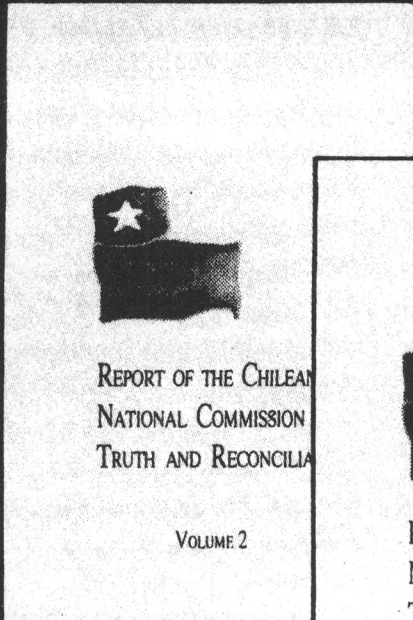 REPORT OF THE CHILEAN
NATIONAL COMMISSION
TRUTH AND RECONCILIA
VOLUME 2